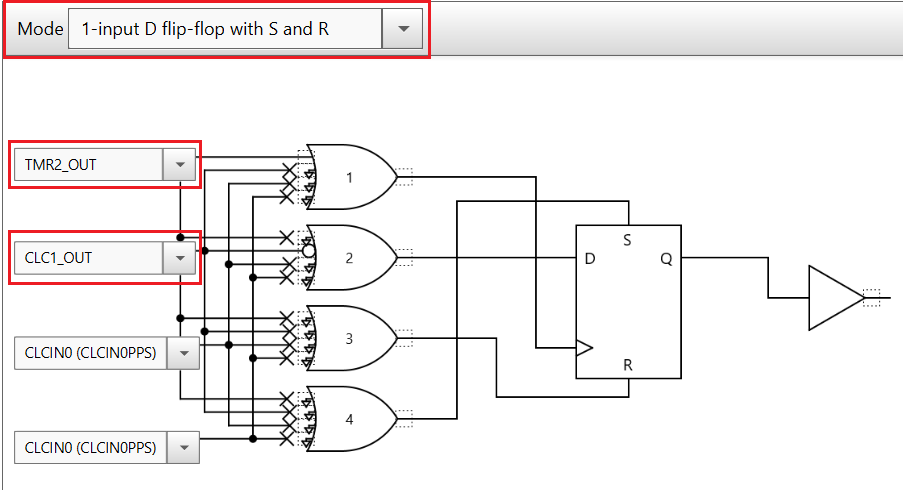 Mode 1-input D flip-flop with S and R
TMR2_OUT
1
CLC1_OUT
2
S
D Q
CLCIN0 (CLCIN0PPS)
3
R
4
CLCIN0 (CLCIN0PPS)